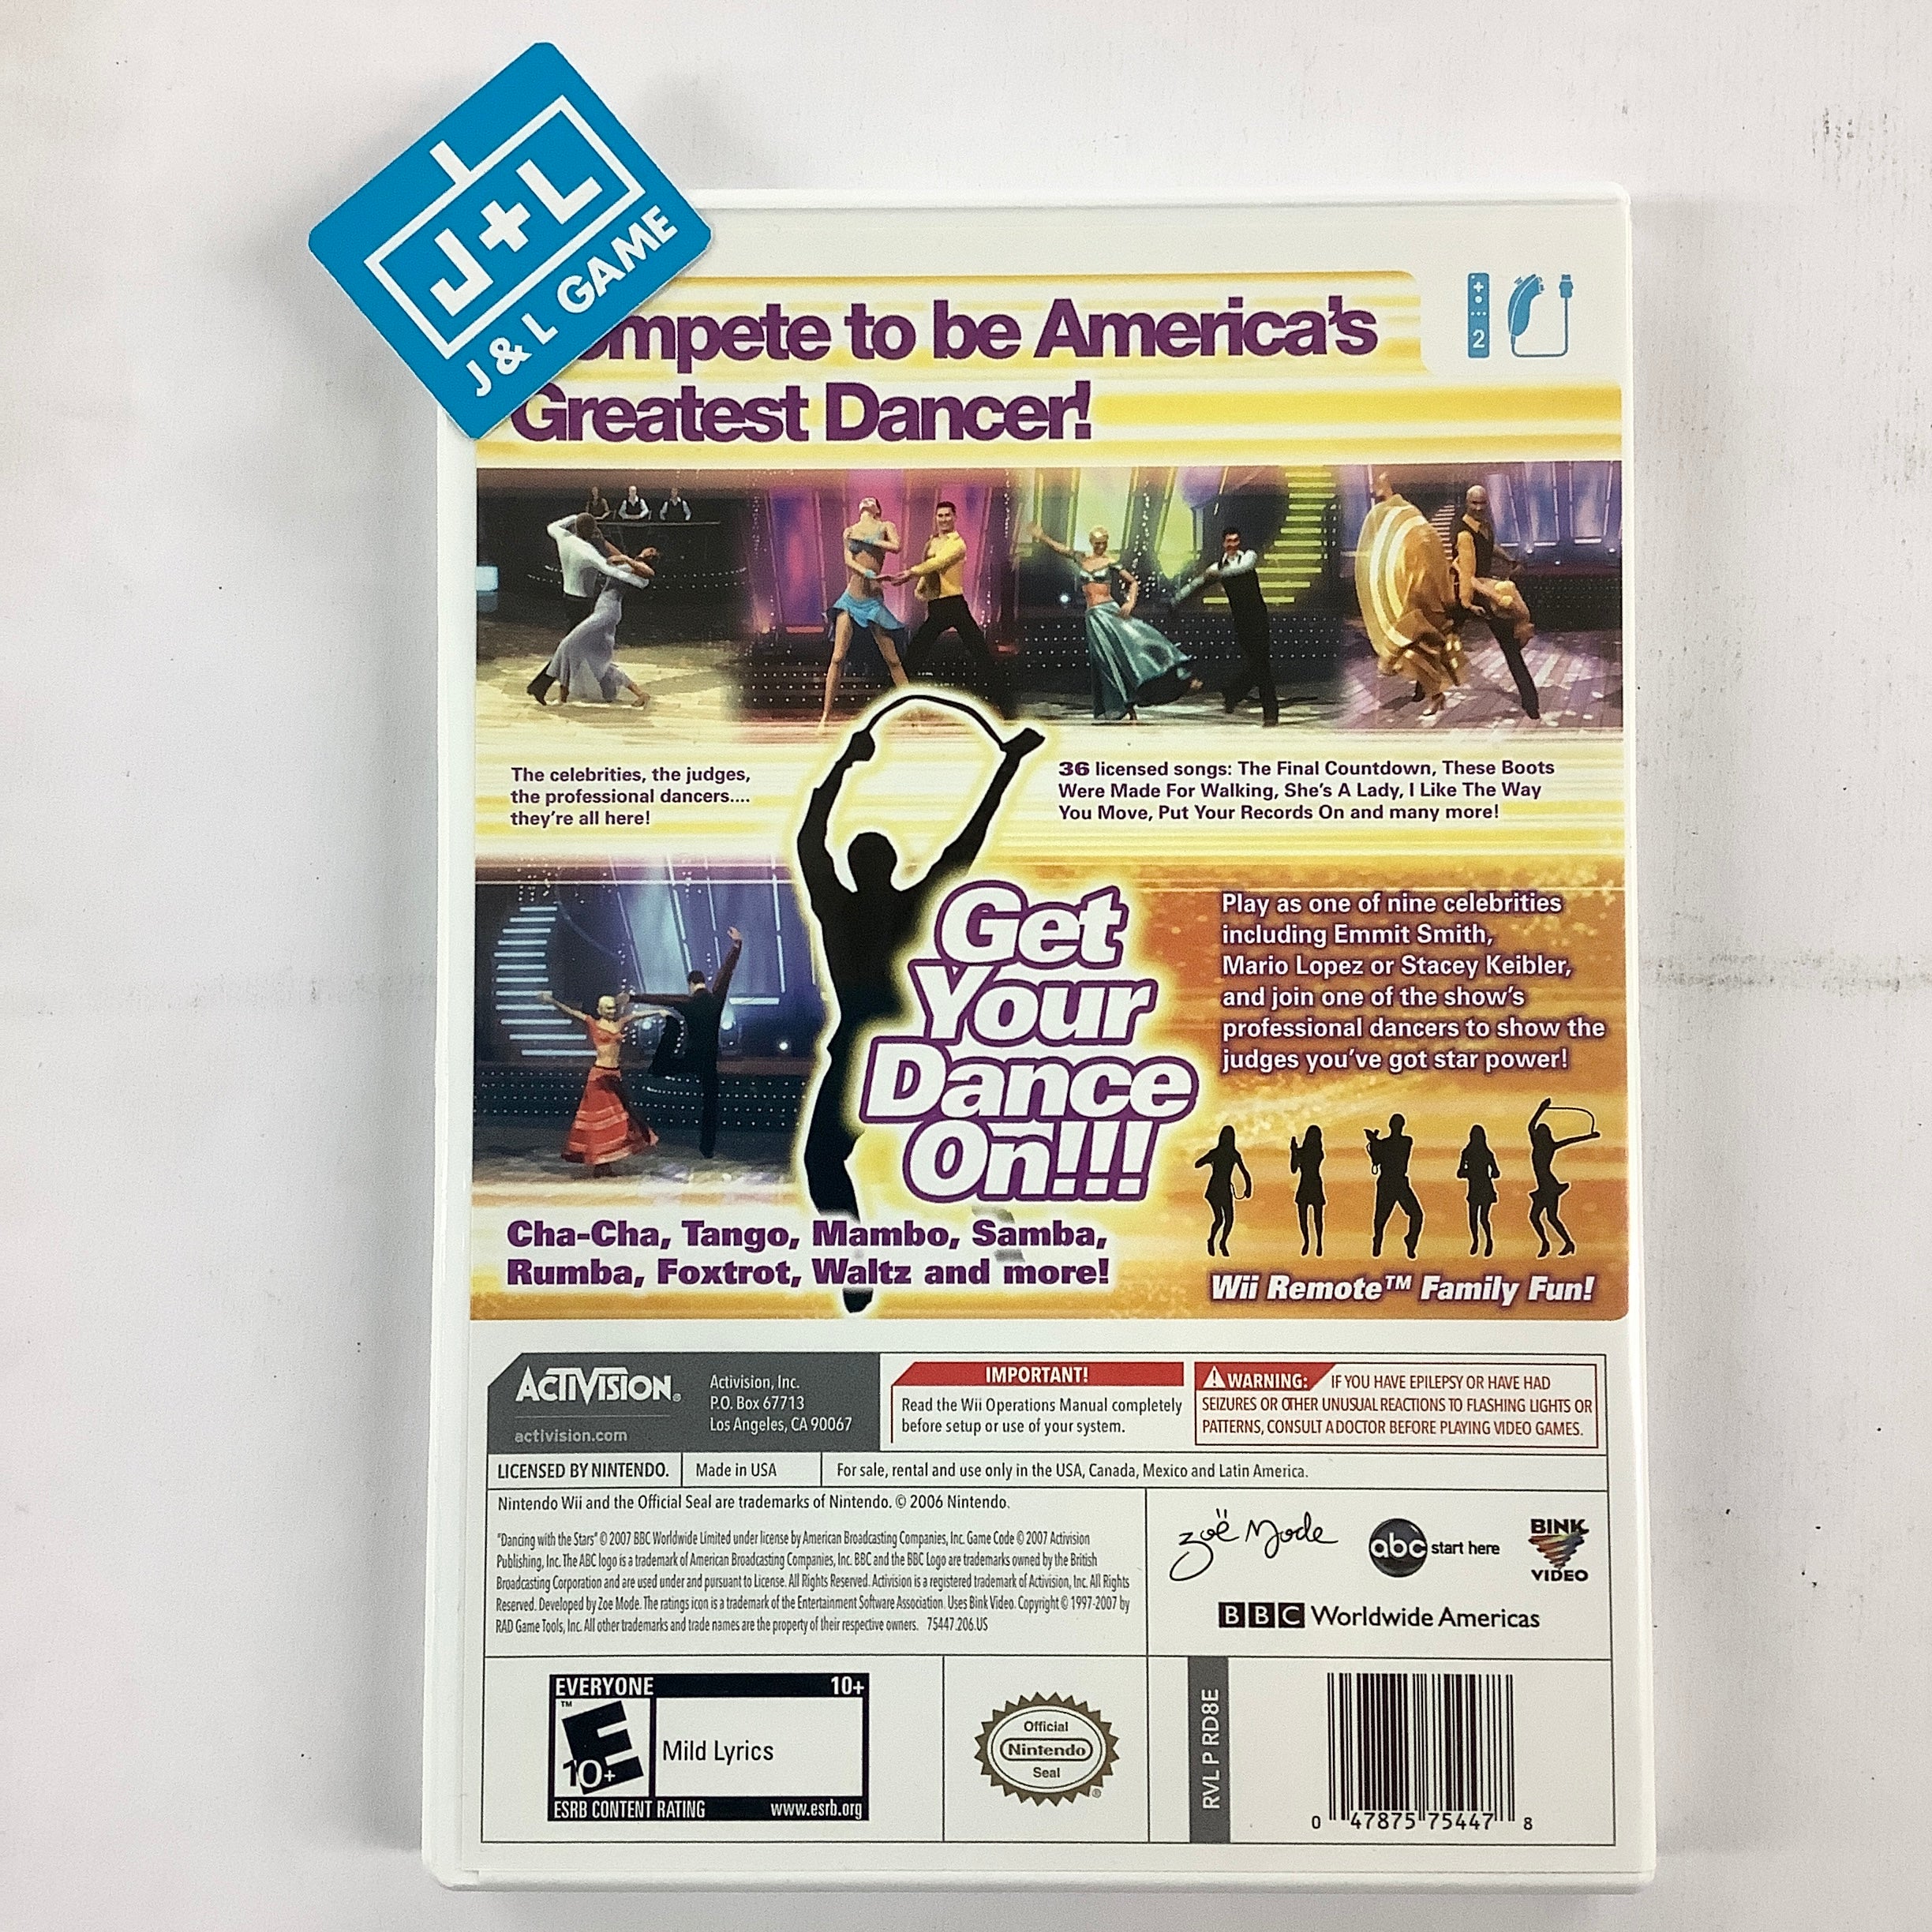 J+L
J & L GAME
ompete to be America's
Greatest Dancer!
2
The celebrities, the judges,
the professional dancers....
they're all here!
36 licensed songs: The Final Countdown, These Boots
Were Made For Walking, She's A Lady, I Like The Way
You Move, Put Your Records On and many more!
Get
Your
Dance
On!!!
Play as one of nine celebrities
including Emmit Smith,
Mario Lopez or Stacey Keibler,
and join one of the show's
professional dancers to show the
judges you've got star power!
Cha-Cha, Tango, Mambo, Samba,
Rumba, Foxtrot, Waltz and more!
Wii Remote™ Family Fun!
ACTIVISION®
activision.com
Activision, Inc.
P.O. Box 67713
Los Angeles, CA 90067
IMPORTANT!
Read the Wii Operations Manual completely
before setup or use of your system.
WARNING: IF YOU HAVE EPILEPSY OR HAVE HAD
SEIZURES OR OTHER UNUSUAL REACTIONS TO FLASHING LIGHTS OR
PATTERNS, CONSULT A DOCTOR BEFORE PLAYING VIDEO GAMES.
LICENSED BY NINTENDO.
Made in USA
For sale, rental and use only in the USA, Canada, Mexico and Latin America.
Nintendo Wii and the Official Seal are trademarks of Nintendo. © 2006 Nintendo.
"Dancing with the Stars" © 2007 BBC Worldwide Limited under license by American Broadcasting Companies, Inc. Game Code © 2007 Activision
Publishing, Inc. The ABC logo is a trademark of American Broadcasting Companies, Inc. BBC and the BBC Logo are trademarks owned by the British
Broadcasting Corporation and are used under and pursuant to License. All Rights Reserved. Activision is a registered trademark of Activision, Inc. All Rights
Reserved. Developed by Zoe Mode. The ratings icon is a trademark of the Entertainment Software Association. Uses Bink Video. Copyright © 1997-2007 by
RAD Game Tools, Inc. All other trademarks and trade names are the property of their respective owners. 75447.206.US
zoë mode
abc start here
BINK
VIDEO
BBC Worldwide Americas
EVERYONE 10+
™
E
10+
Mild Lyrics
ESRB CONTENT RATING www.esrb.org
Official
Nintendo
Seal
®
RVL P RD8E
0 47875 75447 8